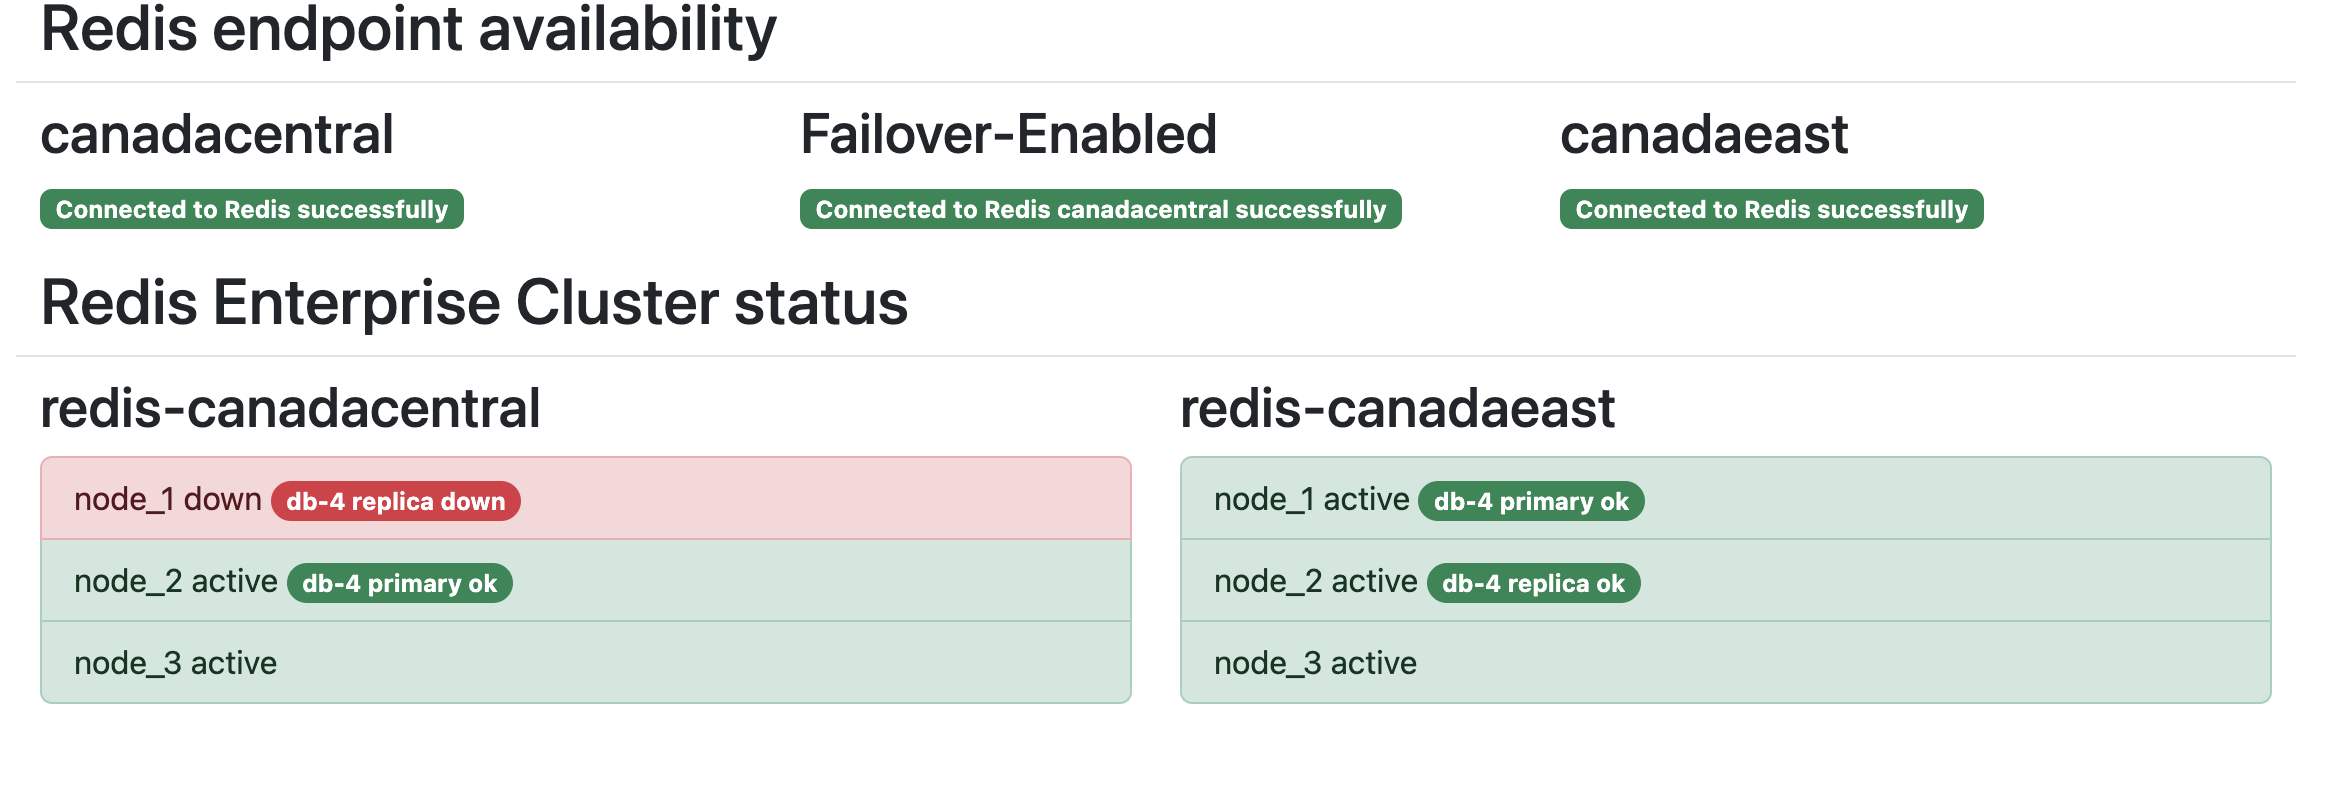 Redis endpoint availability
canadacentral
Connected to Redis successfully
Failover-Enabled
Connected to Redis canadacentral successfully
canadaeast
Connected to Redis successfully
Redis Enterprise Cluster status
redis-canadacentral
node_1 down db-4 replica down
node_2 active db-4 primary ok
node_3 active
redis-canadaeast
node_1 active db-4 primary ok
node_2 active db-4 replica ok
node_3 active